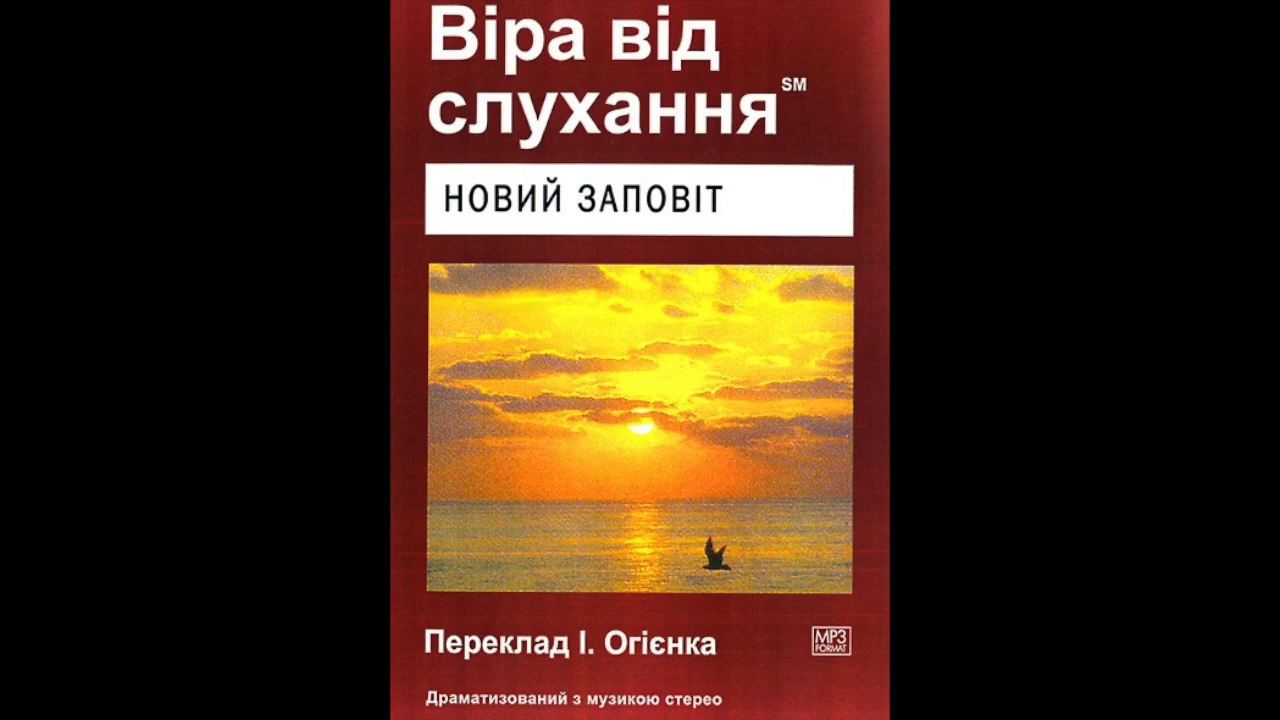 Віра від
слухання SM
НОВИЙ ЗАПОВІТ
Переклад І. Огієнка
MP3
FORMAT
Драматизований з музикою стерео